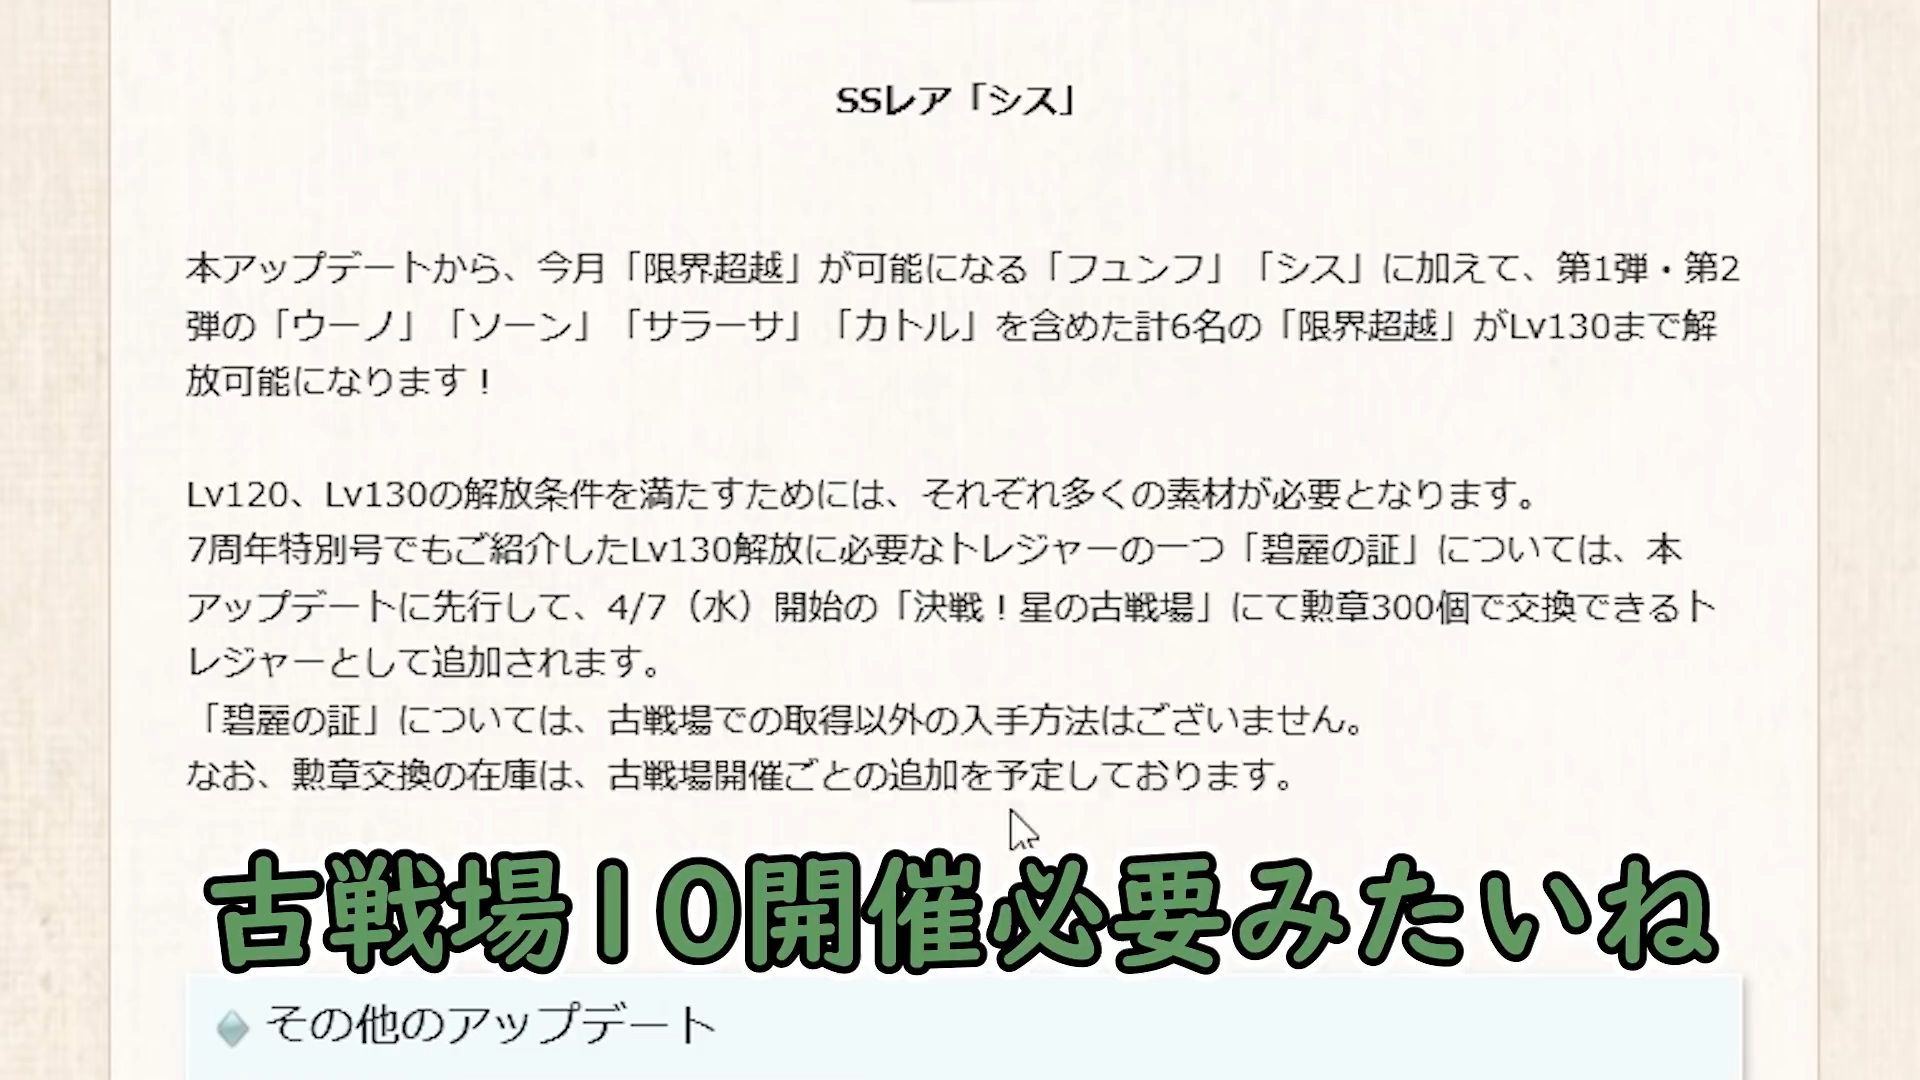 SSレア「シス」
本アップデートから、今月「限界超越」が可能になる「フュンフ」「シス」に加えて、第1弾・第2
弾の「ウーノ」「ソーン」「サラーサ」「カトル」を含めた計6名の「限界超越」がLv130まで解
放可能になります！
Lv120、Lv130の解放条件を満たすためには、それぞれ多くの素材が必要となります。
7周年特別号でもご紹介したLv130解放に必要なトレジャーの一つ「碧麗の証」については、本
アップデートに先行して、4/7（水）開始の「決戦！星の古戦場」にて勲章300個で交換できるト
レジャーとして追加されます。
「碧麗の証」については、古戦場での取得以外の入手方法はございません。
なお、勲章交換の在庫は、古戦場開催ごとの追加を予定しております。
古戦場10開催必要みたいね
その他のアップデート